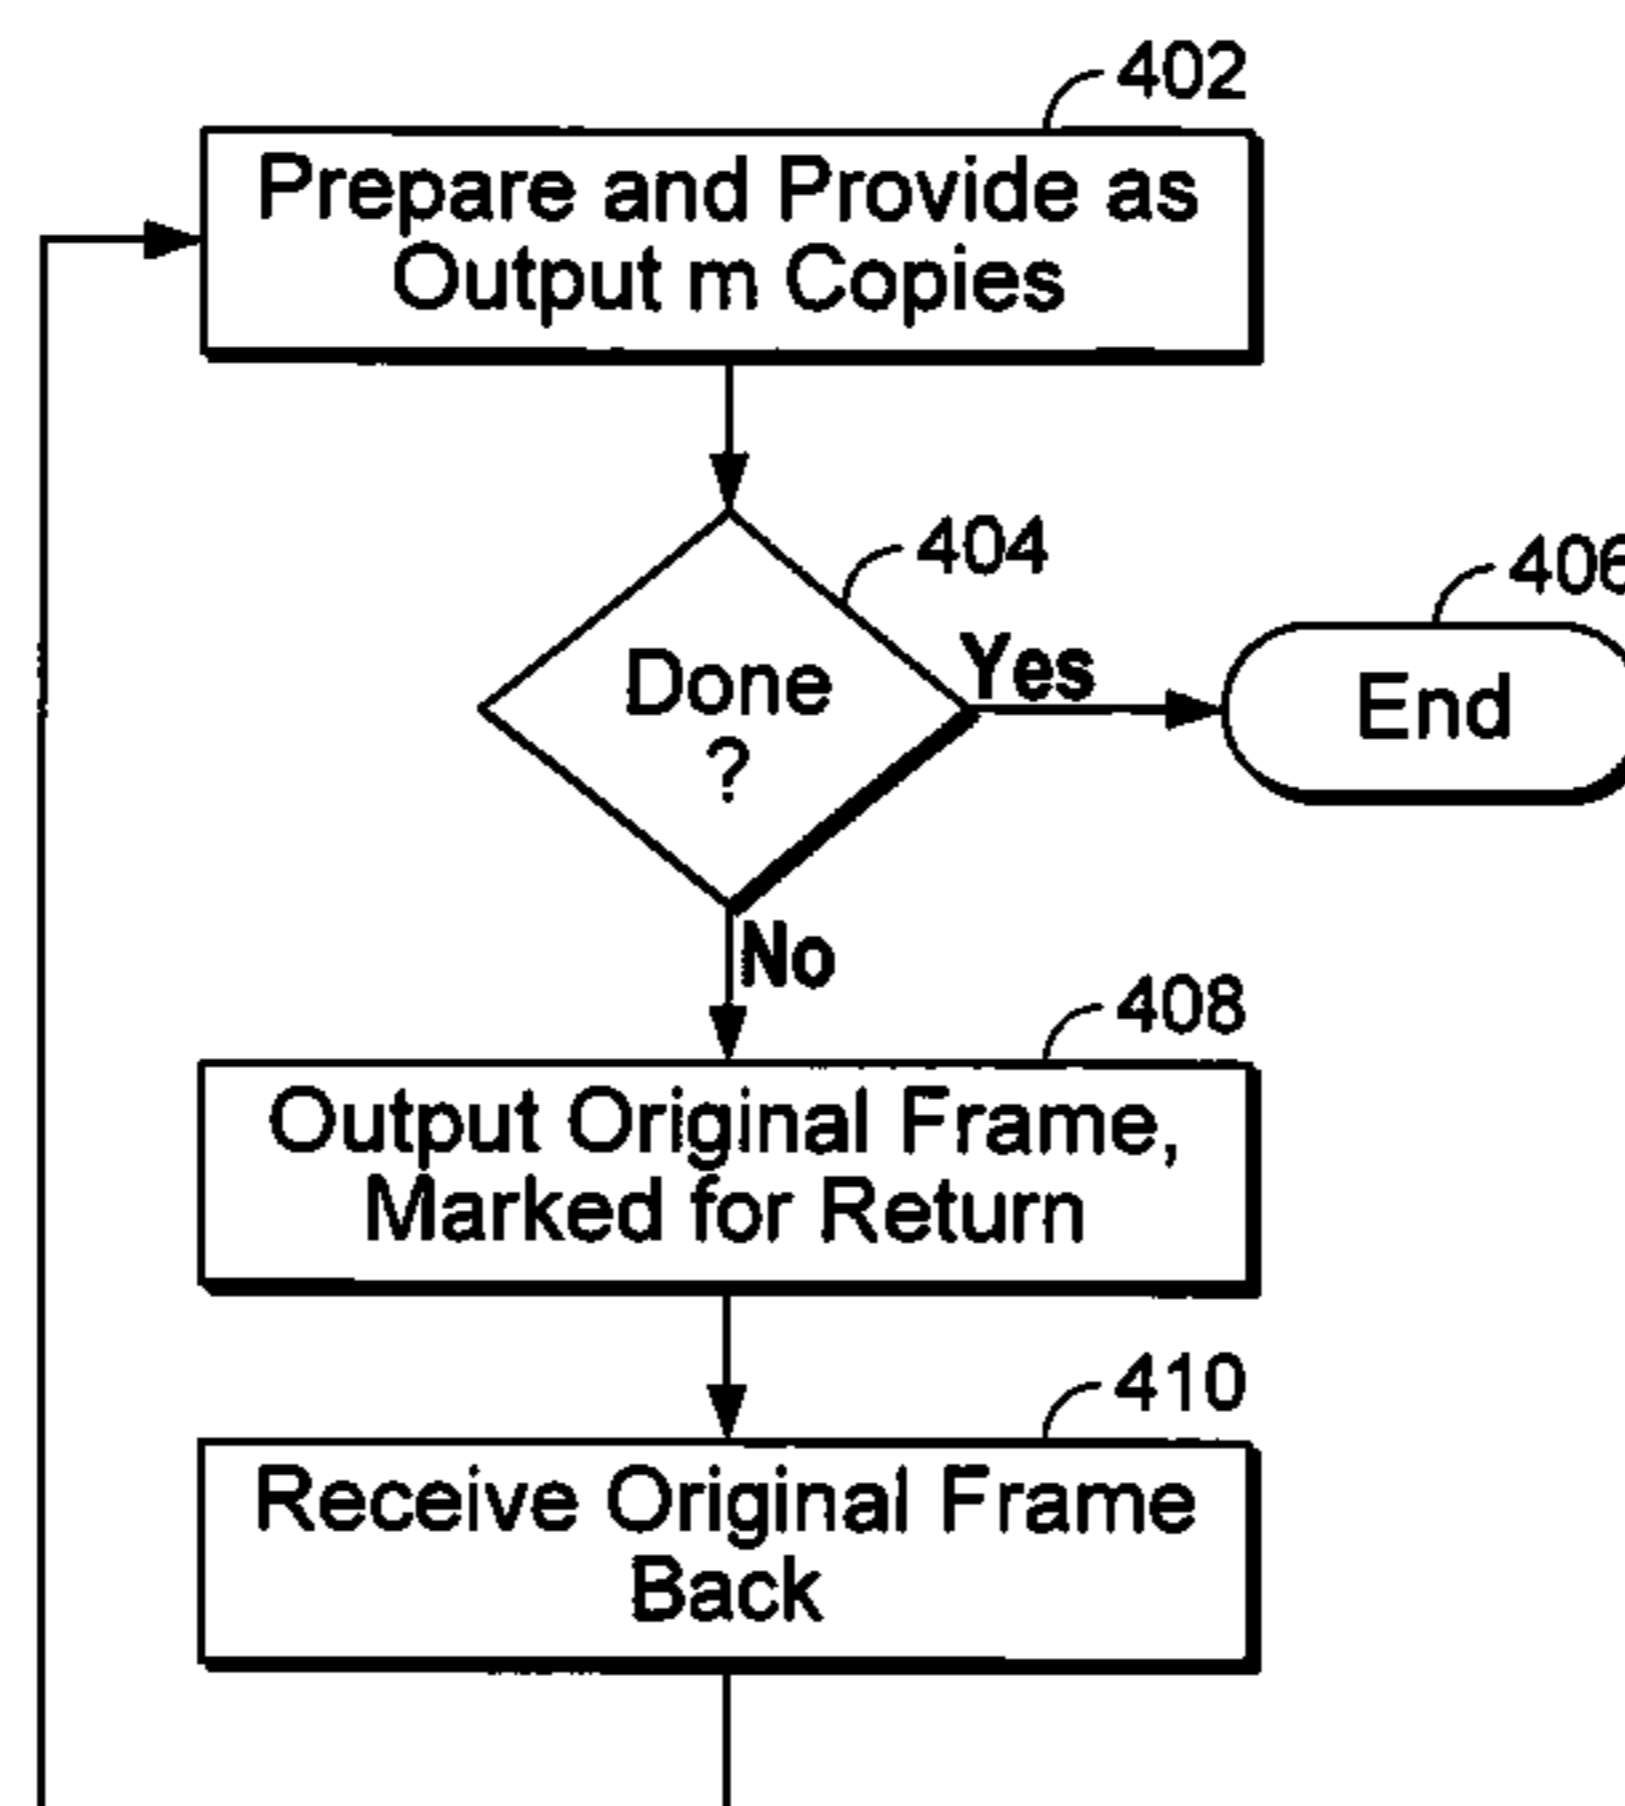 402
Prepare and Provide as
Output m Copies
404
Done
?
Yes
406
End
No
408
Output Original Frame,
Marked for Return
410
Receive Original Frame
Back